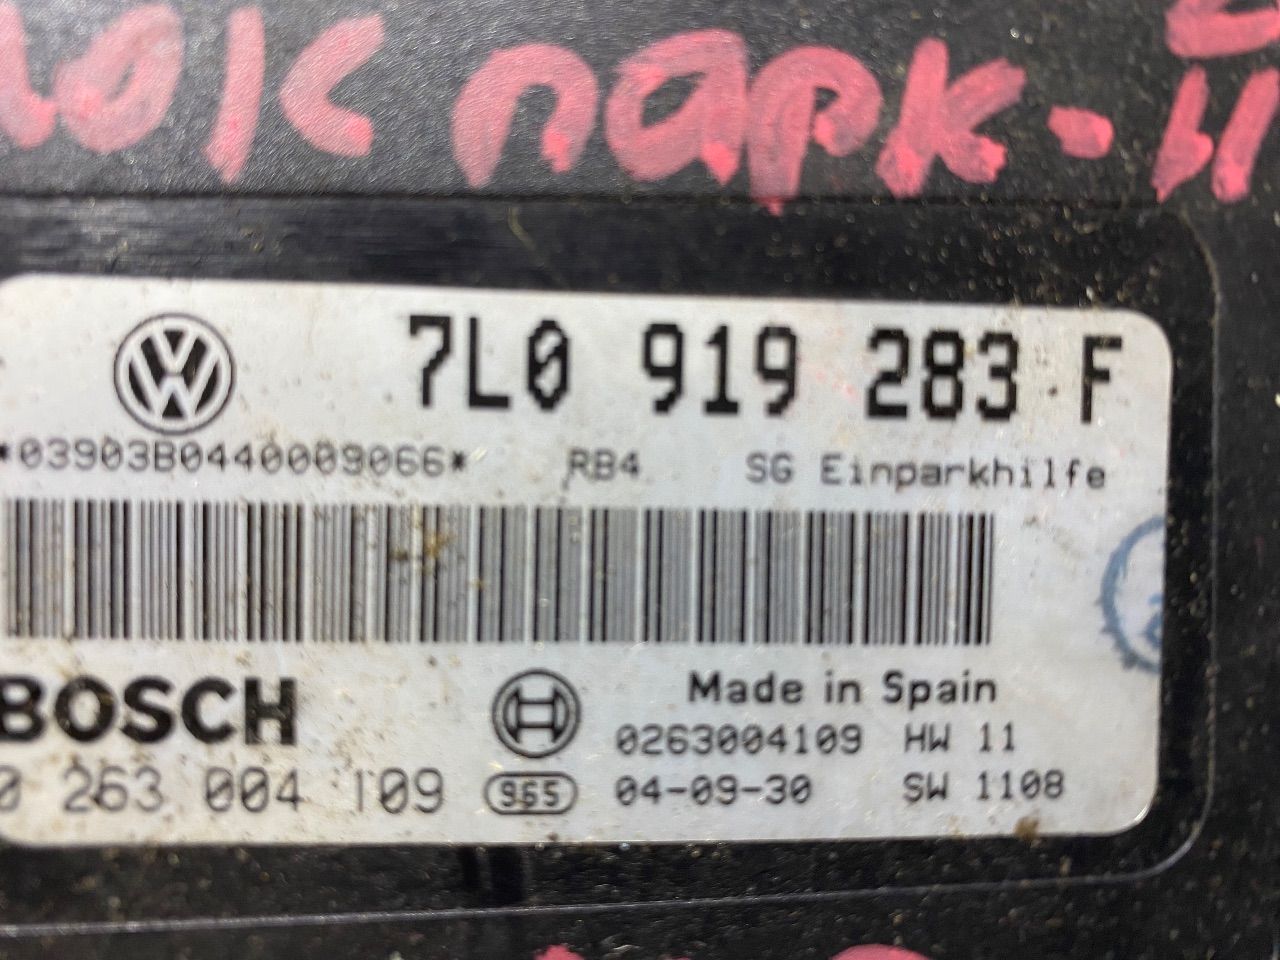 парк-
7L0 919 283 F
*03903B0440009066* RB4 SG Einparkhilfe
BOSCH
Made in Spain
0263004109 HW 11
0 263 004 109
965
04-09-30 SW 1108